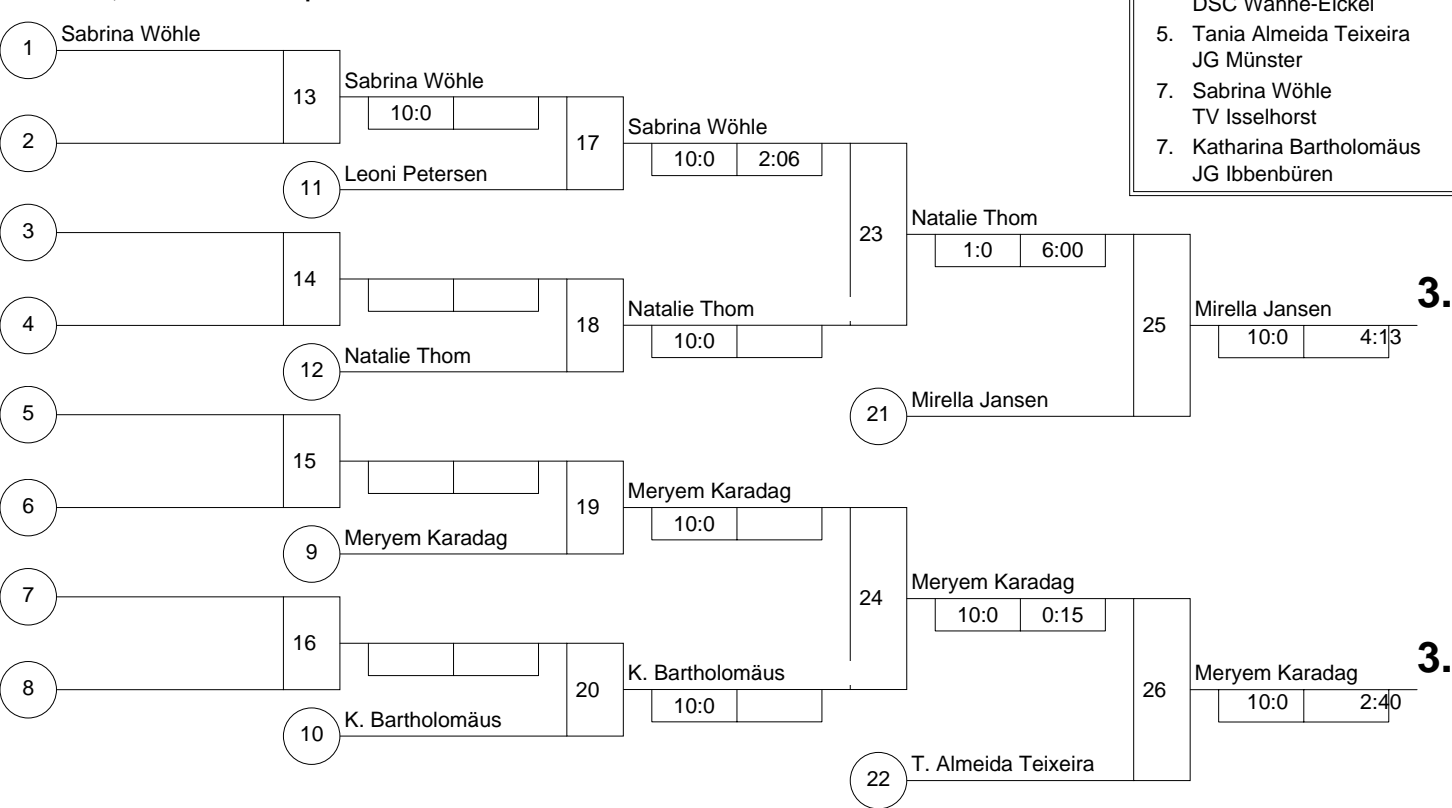 DSC Wanne-Eickel
5. Tania Almeida Teixeira
JG Münster
7. Sabrina Wöhle
TV Isselhorst
7. Katharina Bartholomäus
JG Ibbenbüren
1 Sabrina Wöhle
13 Sabrina Wöhle
10:0
2
17 Sabrina Wöhle
10:0 2:06
11 Leoni Petersen
3
23 Natalie Thom
1:0 6:00
14
4
18 Natalie Thom
10:0
12 Natalie Thom
25 Mirella Jansen 3.
10:0 4:13
5
21 Mirella Jansen
15
6
19 Meryem Karadag
10:0
9 Meryem Karadag
7
24 Meryem Karadag
10:0 0:15
16
8
20 K. Bartholomäus
10:0
10 K. Bartholomäus
26 Meryem Karadag 3.
10:0 2:40
22 T. Almeida Teixeira